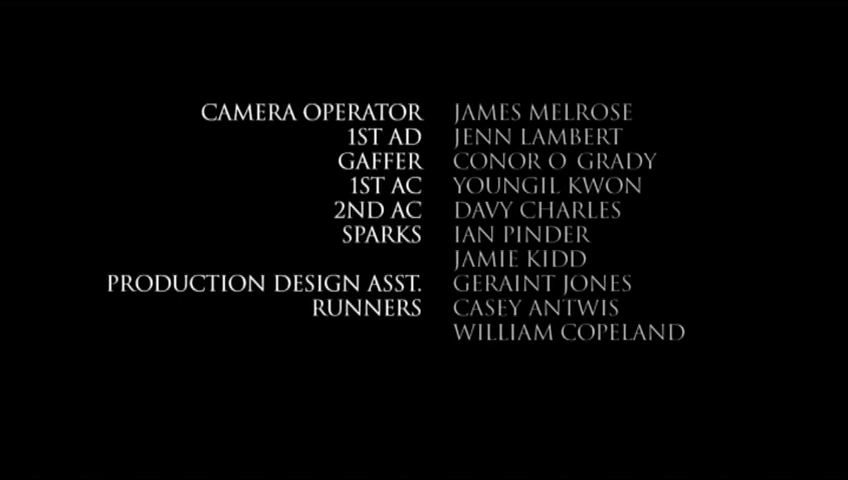 CAMERA OPERATOR JAMES MELROSE
1ST AD JENN LAMBERT
GAFFER CONOR O GRADY
1ST AC YOUNGIL KWON
2ND AC DAVY CHARLES
SPARKS IAN PINDER
JAMIE KIDD
PRODUCTION DESIGN ASST. GERAINT JONES
RUNNERS CASEY ANTWIS
WILLIAM COPELAND